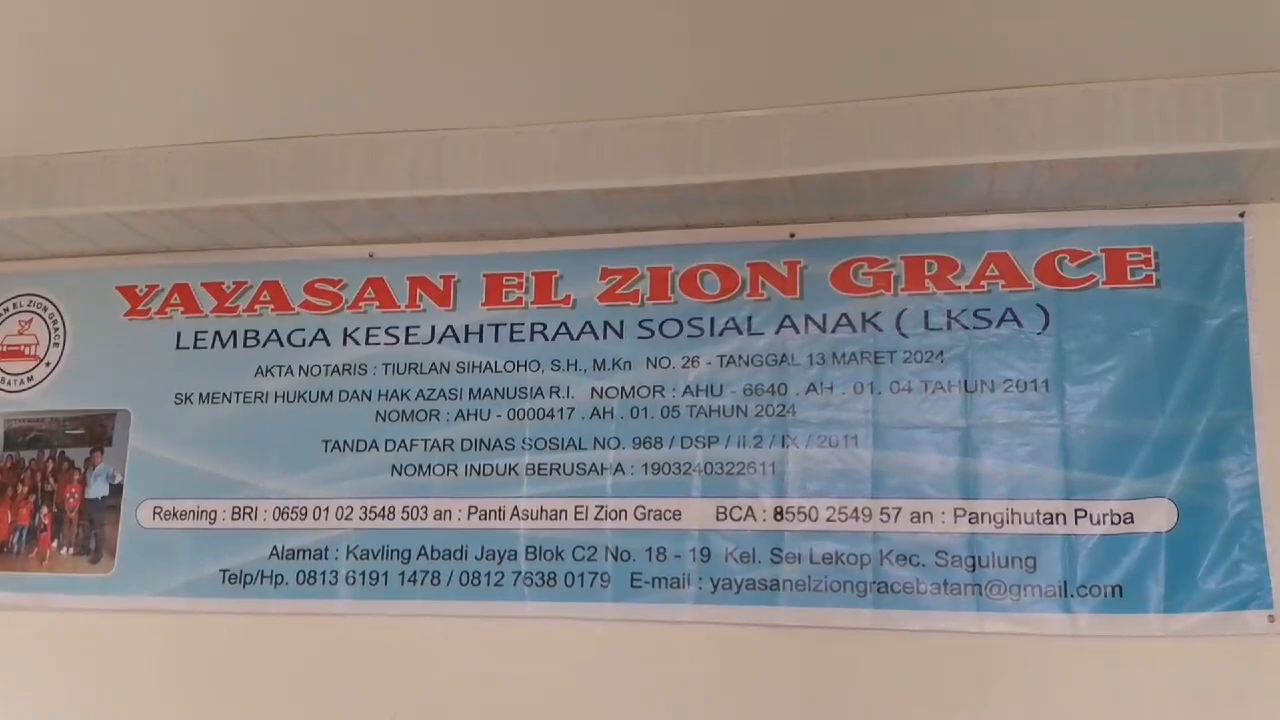 YAYASAN EL ZION GRACE
LEMBAGA KESEJAHTERAAN SOSIAL ANAK ( LKSA )
AKTA NOTARIS : TIURLAN SIHALOHO, S.H., M.Kn NO. 26 - TANGGAL 13 MARET 2024
SK MENTERI HUKUM DAN HAK AZASI MANUSIA R.I. NOMOR : AHU - 6640 . AH . 01. 04 TAHUN 2011
NOMOR : AHU - 0000417 . AH . 01. 05 TAHUN 2024
TANDA DAFTAR DINAS SOSIAL NO. 968 / DSP / II.2 / IX / 2011
NOMOR INDUK BERUSAHA : 1903240322611
Rekening : BRI : 0659 01 02 3548 503 an : Panti Asuhan El Zion Grace BCA : 8550 2549 57 an : Pangihutan Purba
Alamat : Kavling Abadi Jaya Blok C2 No. 18 - 19 Kel. Sei Lekop Kec. Sagulung
Telp/Hp. 0813 6191 1478 / 0812 7638 0179 E-mail : yayasanelziongracebatam@gmail.com
EL ZION GRACE
BATAM